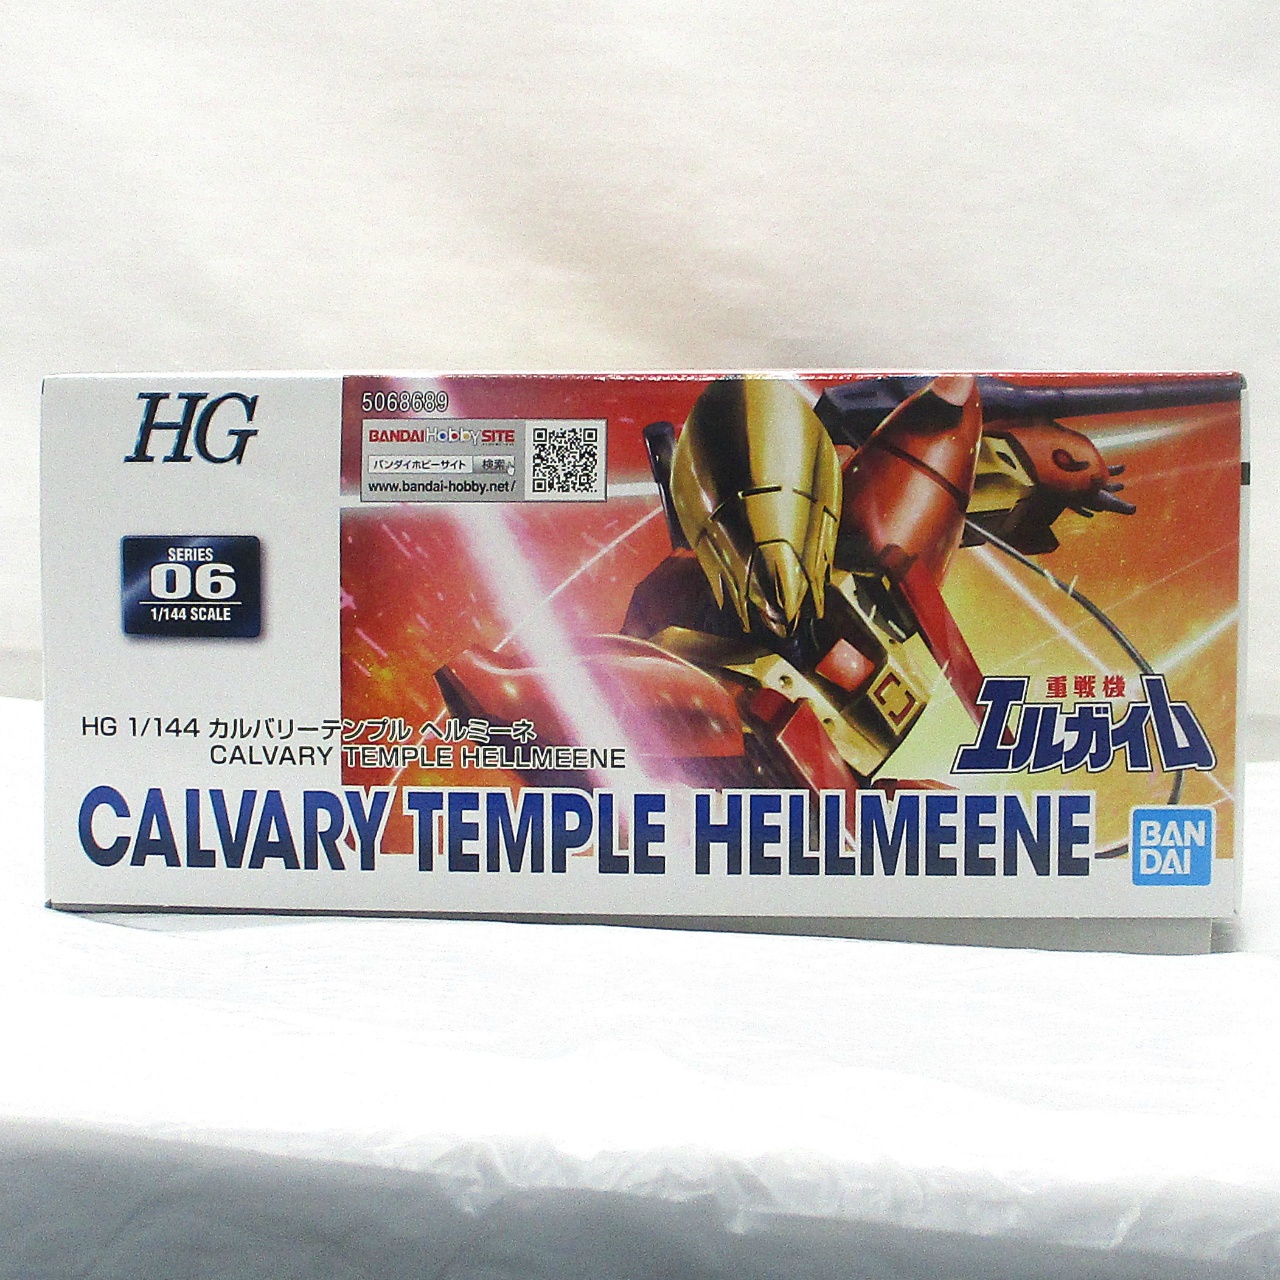 HG
SERIES
06
1/144 SCALE
5068689
BANDAI Hobby SITE
バンダイホビーサイト 検索
www.bandai-hobby.net/
HG 1/144 カルバリーテンプル ヘルミーネ
CALVARY TEMPLE HELLMEENE
重戦機
エルガイム
CALVARY TEMPLE HELLMEENE
BAN
DAI